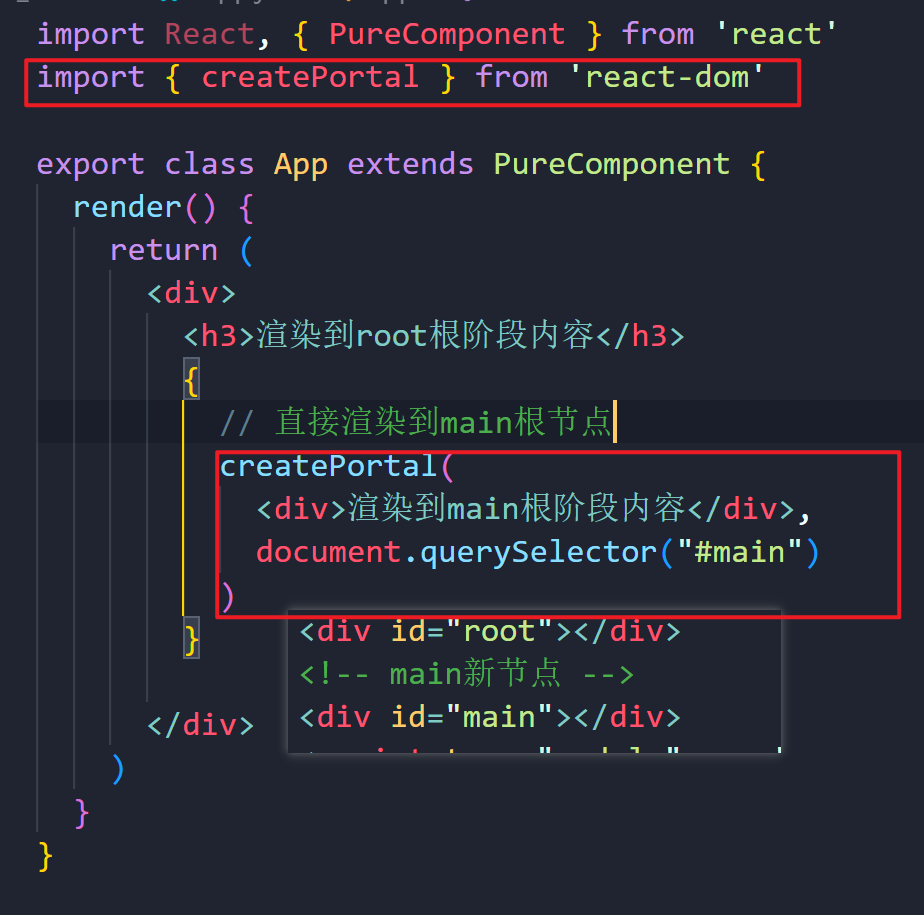 import React, { PureComponent } from 'react'
import { createPortal } from 'react-dom'
export class App extends PureComponent {
render() {
return (
<div>
<h3>渲染到root根阶段内容</h3>
{
// 直接渲染到main根节点
createPortal(
<div>渲染到main根阶段内容</div>,
document.querySelector("#main")
)
}
<div id="root"></div>
<!-- main新节点 -->
<div id="main"></div>
</div>
)
}
}